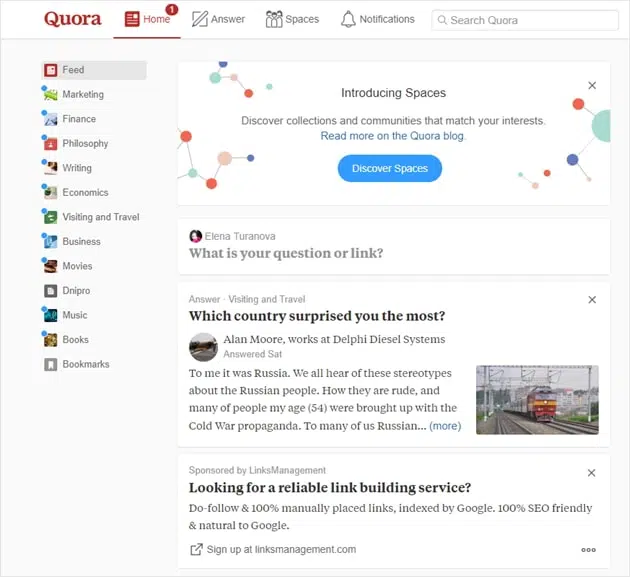 Quora
Home
1
Answer
Spaces
Notifications
Search Quora
Feed
Marketing
Finance
Philosophy
Writing
Economics
Visiting and Travel
Business
Movies
Dnipro
Music
Books
Bookmarks
Introducing Spaces
Discover collections and communities that match your interests.
Read more on the Quora blog.
Discover Spaces
Elena Turanova
What is your question or link?
Answer · Visiting and Travel
Which country surprised you the most?
Alan Moore, works at Delphi Diesel Systems
Answered Sat
To me it was Russia. We all hear of these stereotypes
about the Russian people. How they are rude, and
many of people my age (54) were brought up with the
Cold War propaganda. To many of us Russian... (more)
Sponsored by LinksManagement
Looking for a reliable link building service?
Do-follow & 100% manually placed links, indexed by Google. 100% SEO friendly
& natural to Google.
Sign up at linksmanagement.com